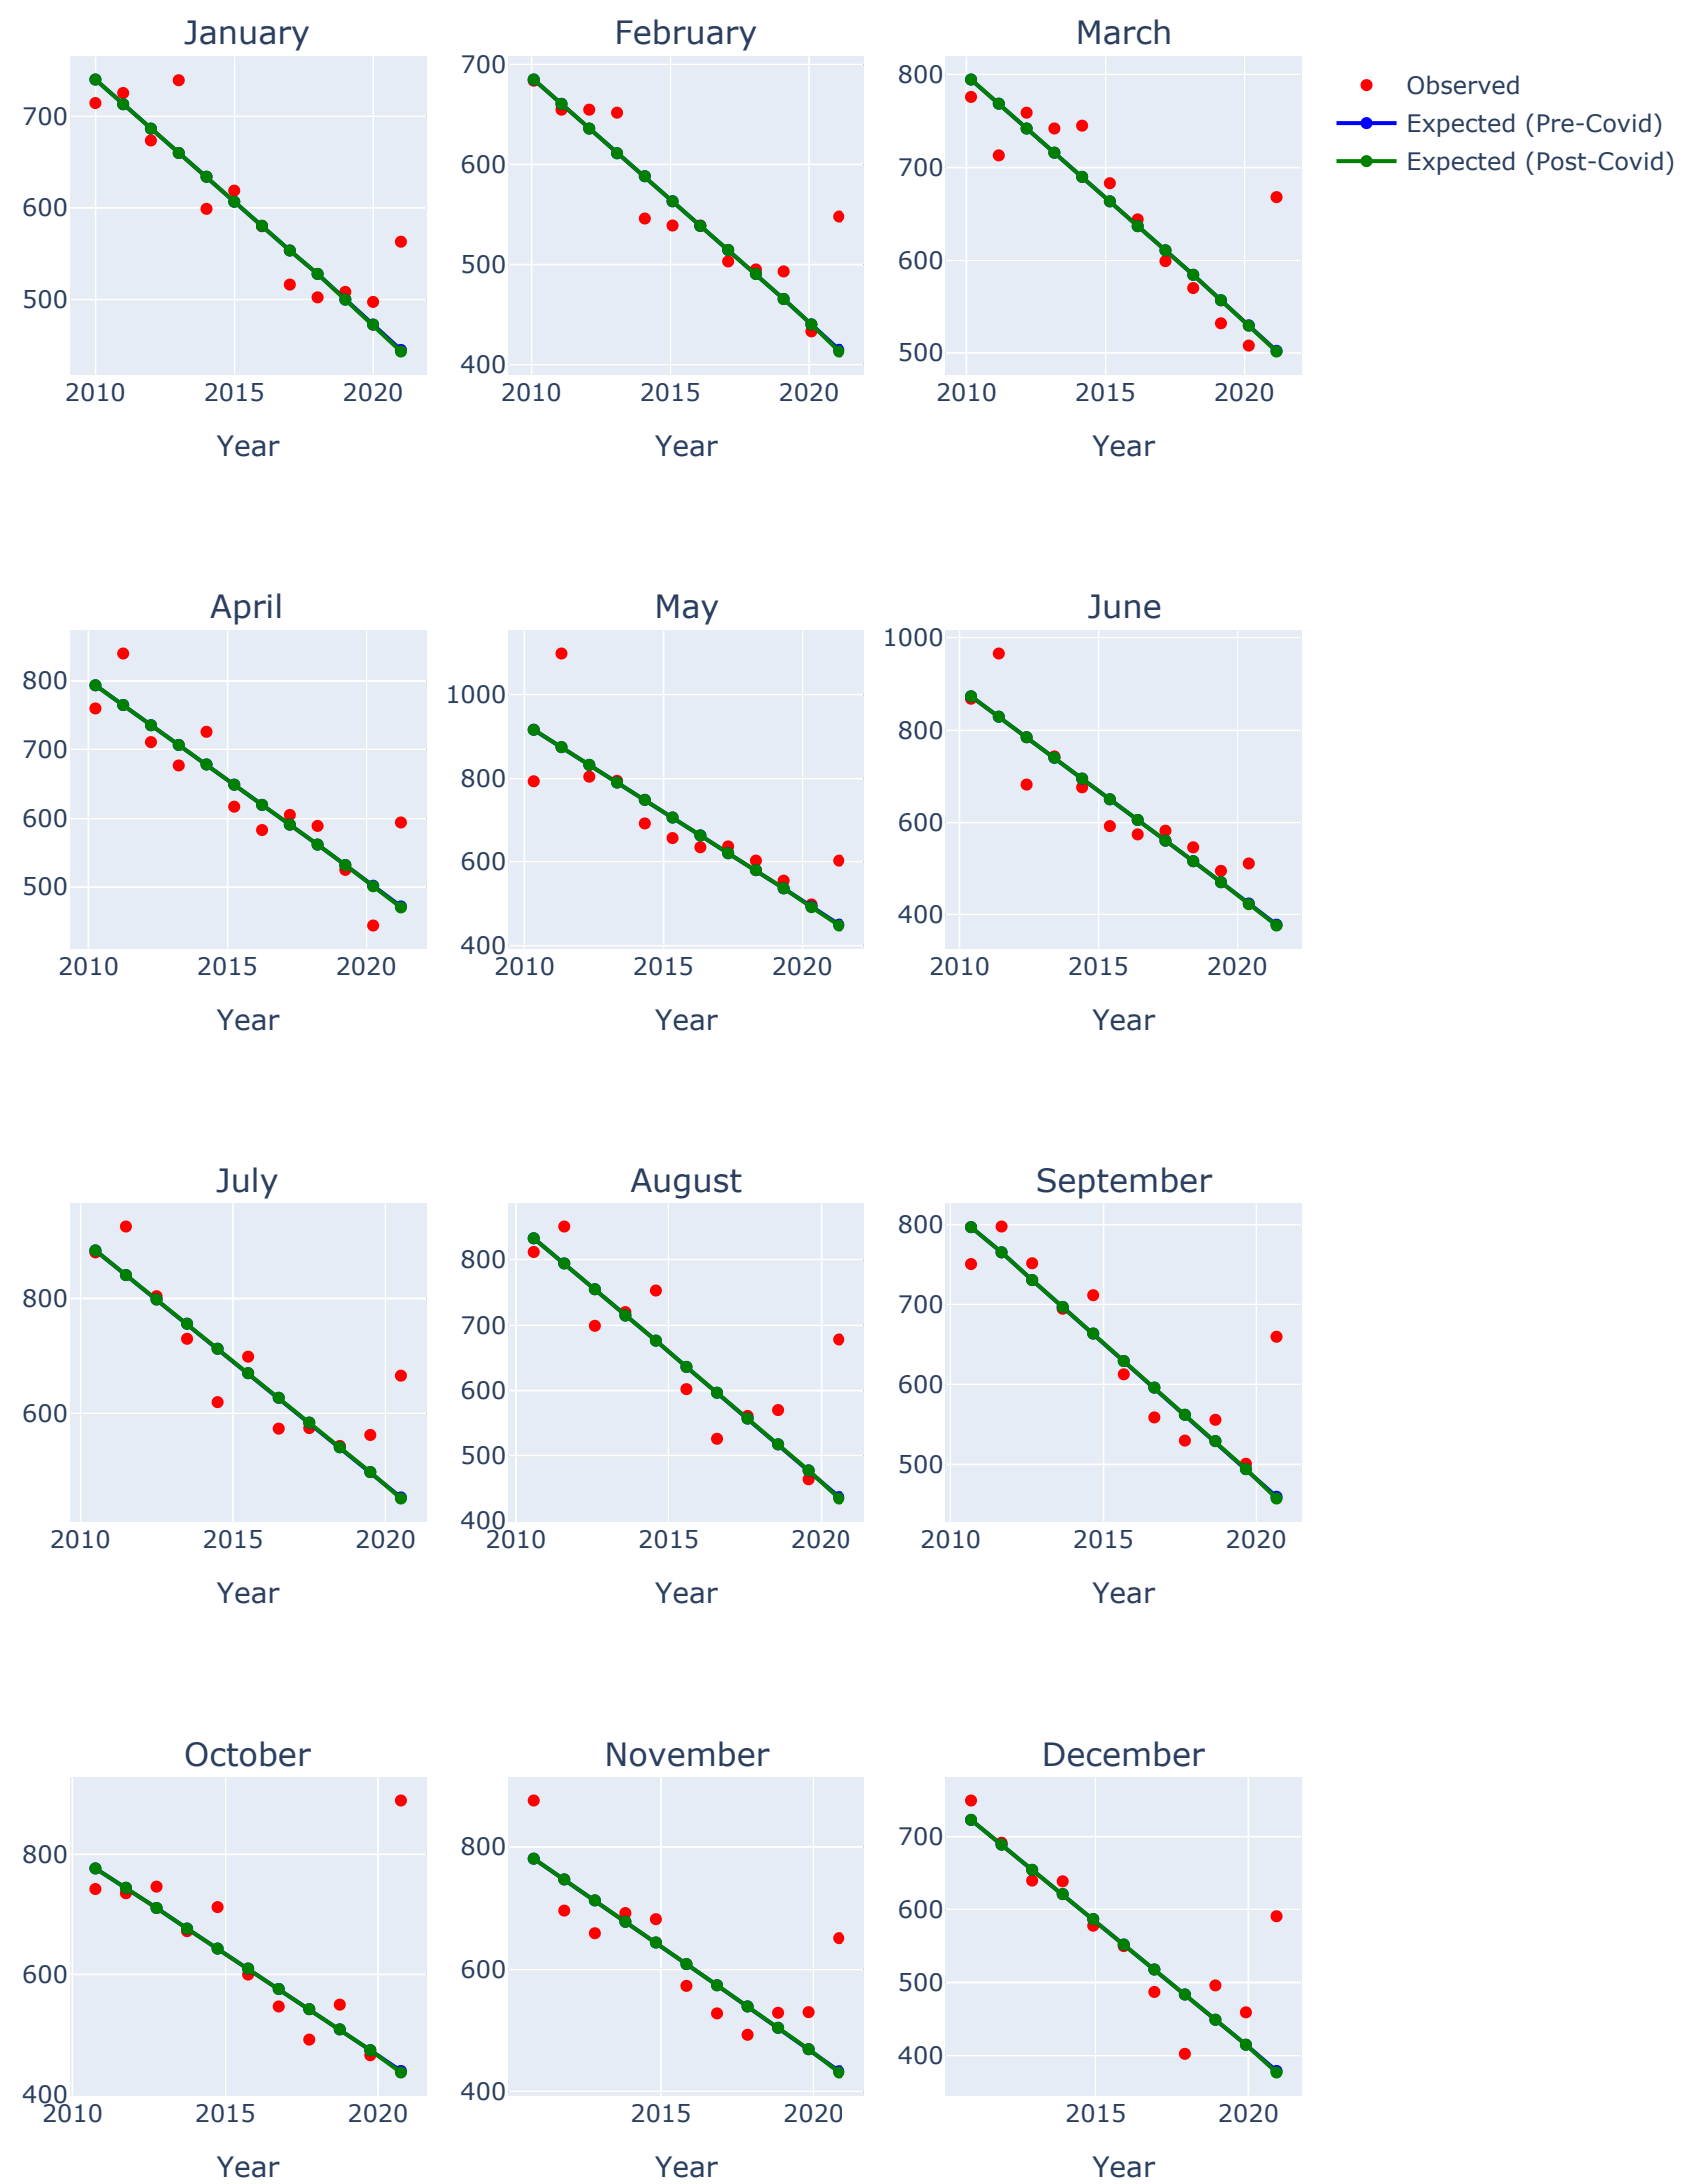 January
February
March
700
600
500
2010
2015
2020
Year
700
600
500
400
2010
2015
2020
Year
800
700
600
500
2010
2015
2020
Year
Observed
Expected (Pre-Covid)
Expected (Post-Covid)
April
May
June
800
700
600
500
2010
2015
2020
Year
1000
800
600
400
2010
2015
2020
Year
1000
800
600
400
2010
2015
2020
Year
July
August
September
800
600
2010
2015
2020
Year
800
700
600
500
400
2010
2015
2020
Year
800
700
600
500
2010
2015
2020
Year
October
November
December
800
600
400
2010
2015
2020
Year
800
600
400
2015
2020
Year
700
600
500
400
2015
2020
Year